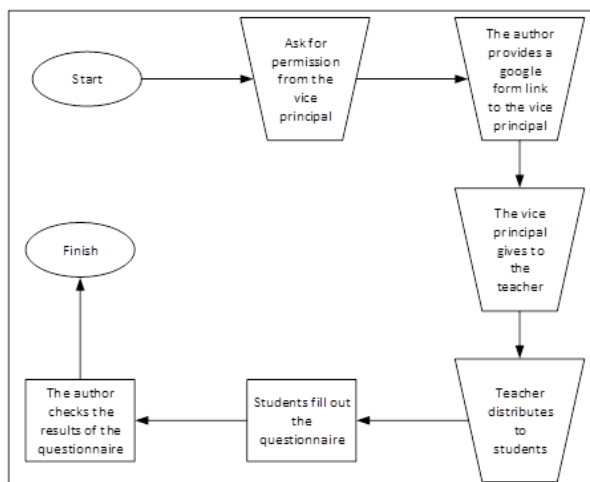 Start
Ask for
permission
from the
vice
principal
The author
provides a
google
form link
to the vice
principal
The vice
principal
gives to
the
teacher
Teacher
distributes
to
students
Students fill out
the
questionnaire
The author
checks the
results of the
questionnaire
Finish